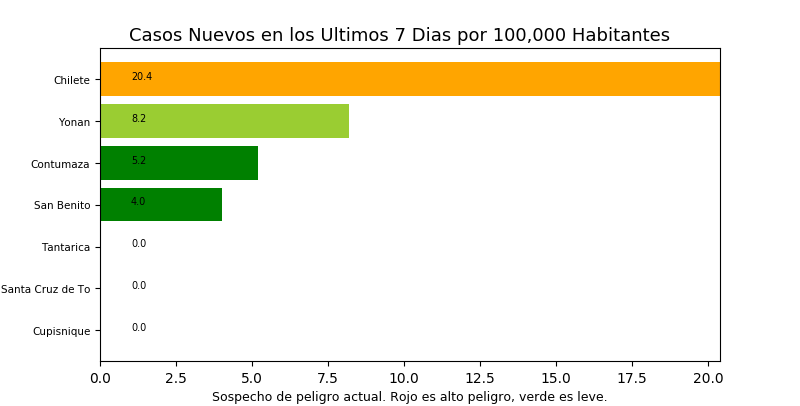 Casos Nuevos en los Ultimos 7 Dias por 100,000 Habitantes
Chilete 20.4
Yonan 8.2
Contumaza 5.2
San Benito 4.0
Tantarica 0.0
Santa Cruz de To 0.0
Cupisnique 0.0
0.0 2.5 5.0 7.5 10.0 12.5 15.0 17.5 20.0
Sospecho de peligro actual. Rojo es alto peligro, verde es leve.